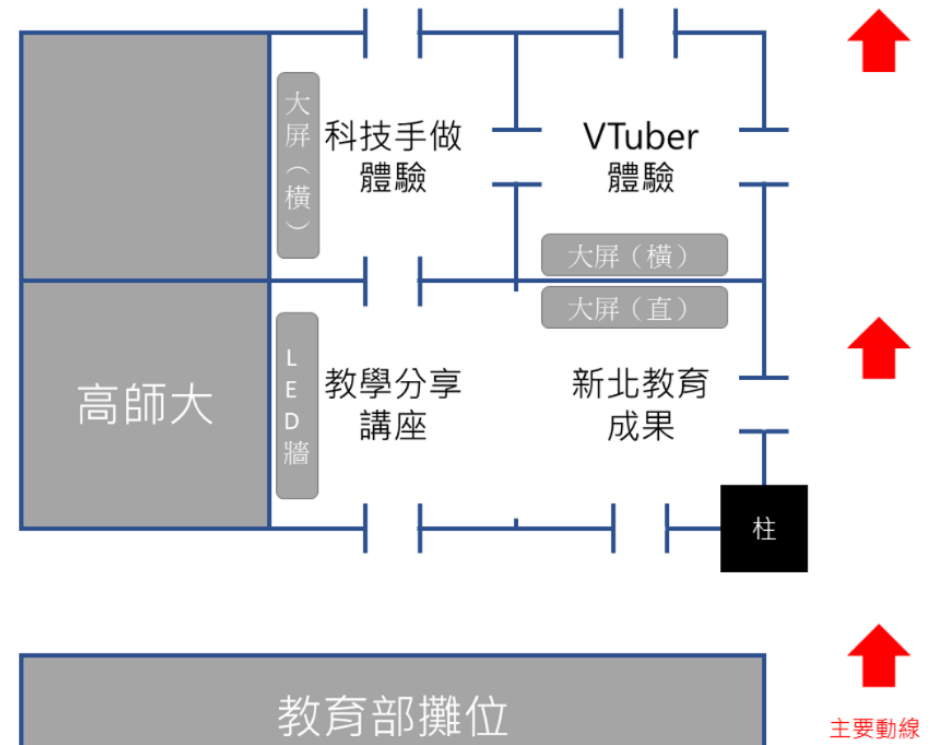 大屏（橫）
科技手做
體驗
VTuber
體驗
大屏（橫）
大屏（直）
高師大
LED牆
教學分享
講座
新北教育
成果
柱
教育部攤位
主要動線